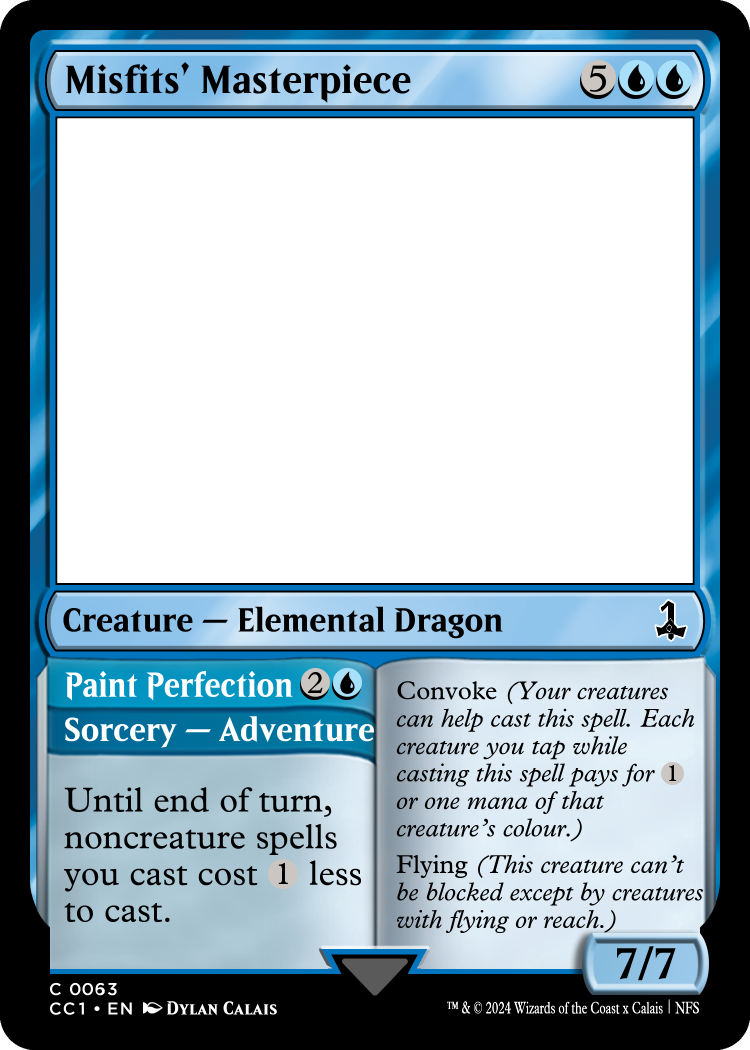 Misfits’ Masterpiece 5
Creature — Elemental Dragon
Paint Perfection 2
Sorcery — Adventure
Until end of turn,
noncreature spells
you cast cost 1 less
to cast.
Convoke (Your creatures
can help cast this spell. Each
creature you tap while
casting this spell pays for 1
or one mana of that
creature’s colour.)
Flying (This creature can’t
be blocked except by creatures
with flying or reach.)
7/7
C 0063
CC1 • EN Dylan Calais
™ & © 2024 Wizards of the Coast x Calais | NFS